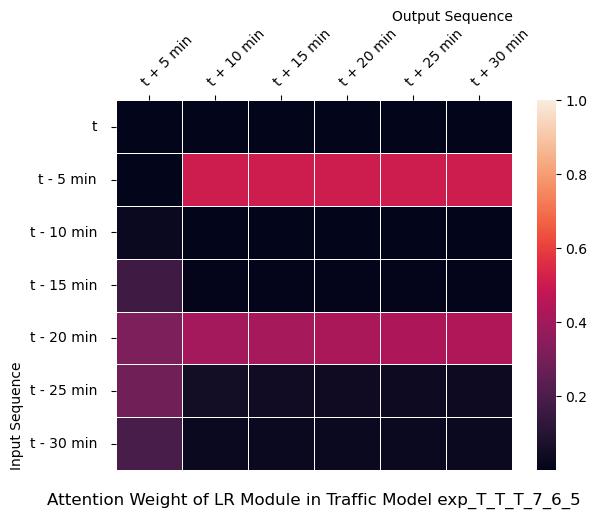 Output Sequence
t + 5 min
t + 10 min
t + 15 min
t + 20 min
t + 25 min
t + 30 min
t
t - 5 min
t - 10 min
t - 15 min
t - 20 min
t - 25 min
t - 30 min
Input Sequence
1.0
0.8
0.6
0.4
0.2
Attention Weight of LR Module in Traffic Model exp_T_T_T_7_6_5